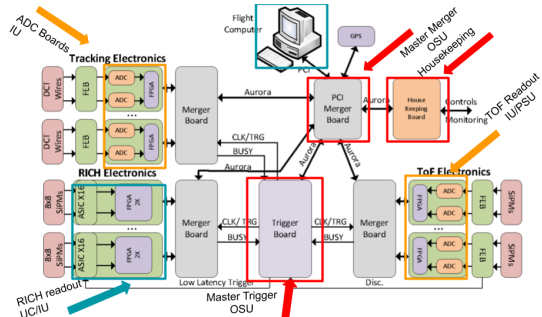 ADC Boards
IU
Flight
Computer
PCI
GPS
Master Merger
OSU
Housekeeping
Tracking Electronics
DCT
Wires
FEB
ADC
ADC
FPGA
...
DCT
Wires
FEB
ADC
ADC
FPGA
Merger
Board
Aurora
PCI
Merger
Board
Aurora
House
Keeping
Board
Controls
Monitoring
TOF Readout
IU/PSU
CLK/TRG
BUSY
Aurora
Aurora
Aurora
RICH Electronics
8x8
SiPMs
ASIC X16
FPGA
2X
...
8x8
SiPMs
ASIC X16
FPGA
2X
Merger
Board
CLK/TRG
BUSY
Trigger
Board
CLK/TRG
BUSY
Merger
Board
ToF Electronics
FPGA
ADC
ADC
FEB
SiPMs
...
FPGA
ADC
ADC
FEB
SiPMs
Low Latency Trigger
Disc.
RICH readout
UC/IU
Master Trigger
OSU